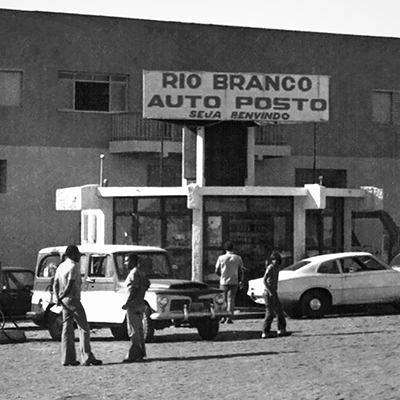 RIO BRANCO
AUTO POSTO
SEJA BENVINDO